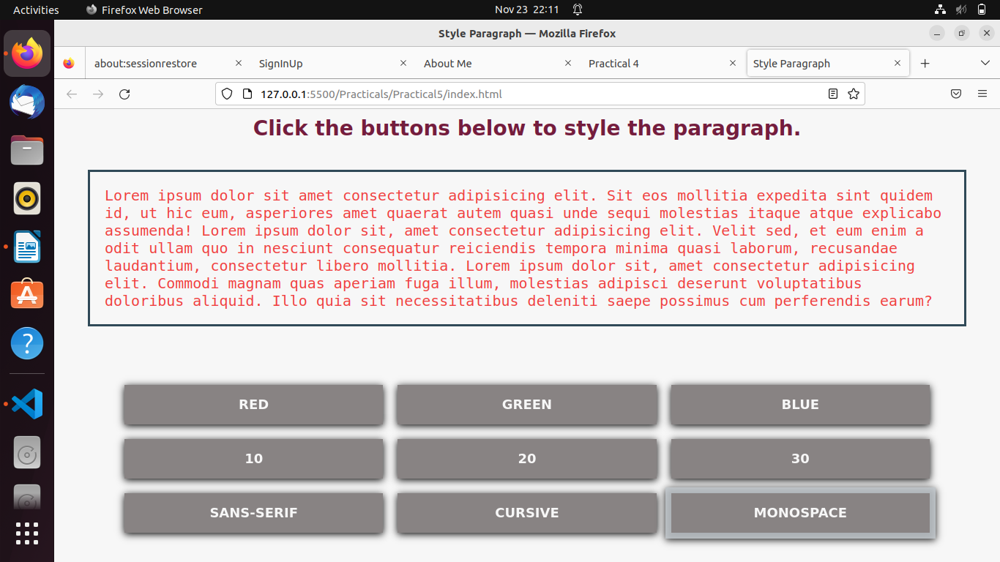 Activities
Firefox Web Browser
Nov 23 22:11
Style Paragraph — Mozilla Firefox
about:sessionrestore
SignInUp
About Me
Practical 4
Style Paragraph
127.0.0.1:5500/Practicals/Practical5/index.html
Click the buttons below to style the paragraph.
Lorem ipsum dolor sit amet consectetur adipisicing elit. Sit eos mollitia expedita sint quidem
id, ut hic eum, asperiores amet quaerat autem quasi unde sequi molestias itaque atque explicabo
assumenda! Lorem ipsum dolor sit, amet consectetur adipisicing elit. Velit sed, et eum enim a
odit ullam quo in nesciunt consequatur reiciendis tempora minima quasi laborum, recusandae
laudantium, consectetur libero mollitia. Lorem ipsum dolor sit, amet consectetur adipisicing
elit. Commodi magnam quas aperiam fuga illum, molestias adipisci deserunt voluptatibus
doloribus aliquid. Illo quia sit necessitatibus deleniti saepe possimus cum perferendis earum?
RED
GREEN
BLUE
10
20
30
SANS-SERIF
CURSIVE
MONOSPACE